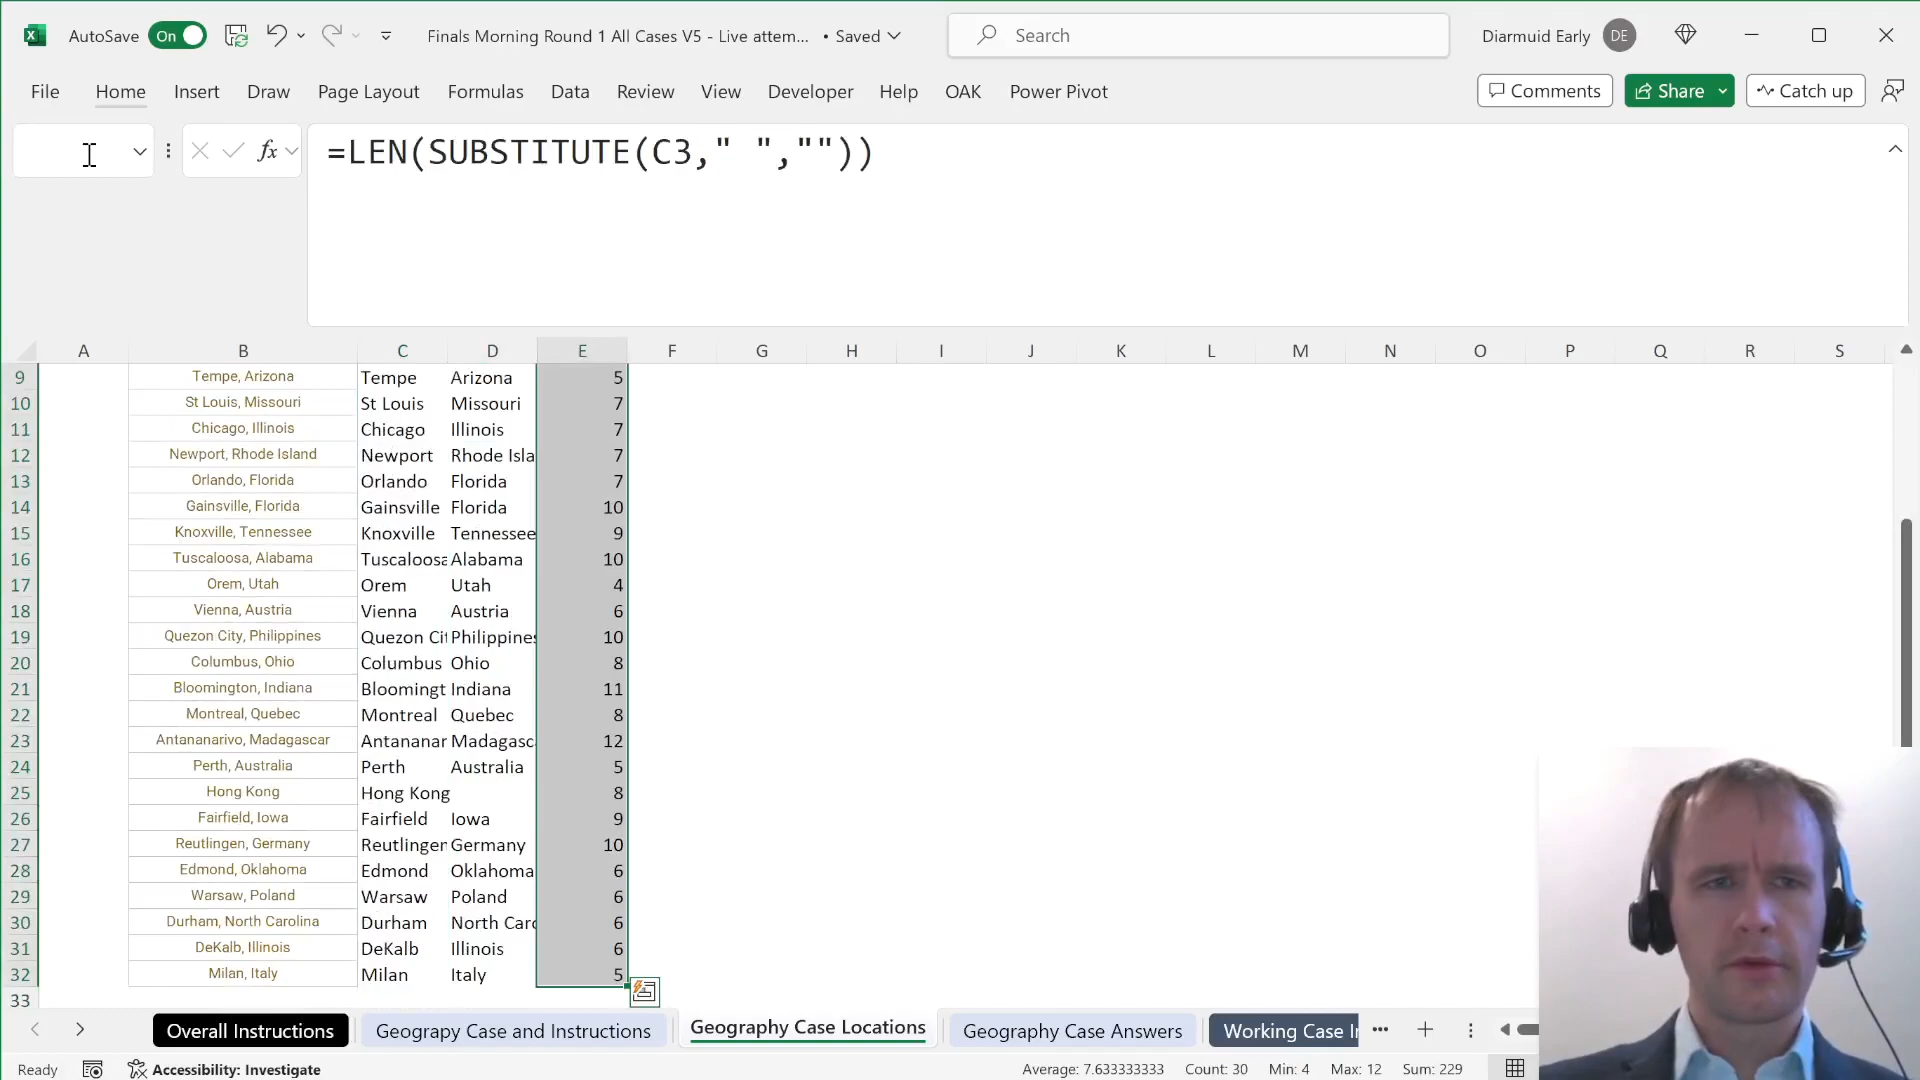 AutoSave On Finals Morning Round 1 All Cases V5 - Live attem... • Saved Search Diarmuid Early DE
File Home Insert Draw Page Layout Formulas Data Review View Developer Help OAK Power Pivot Comments Share Catch up
fx =LEN(SUBSTITUTE(C3," ",""))
A B C D E F G H I J K L M N O P Q R S
9 Tempe, Arizona Tempe Arizona 5
10 St Louis, Missouri St Louis Missouri 7
11 Chicago, Illinois Chicago Illinois 7
12 Newport, Rhode Island Newport Rhode Isla 7
13 Orlando, Florida Orlando Florida 7
14 Gainsville, Florida Gainsville Florida 10
15 Knoxville, Tennessee Knoxville Tennessee 9
16 Tuscaloosa, Alabama Tuscaloosa Alabama 10
17 Orem, Utah Orem Utah 4
18 Vienna, Austria Vienna Austria 6
19 Quezon City, Philippines Quezon Cit Philippines 10
20 Columbus, Ohio Columbus Ohio 8
21 Bloomington, Indiana Bloomingt Indiana 11
22 Montreal, Quebec Montreal Quebec 8
23 Antananarivo, Madagascar Antananar Madagasc 12
24 Perth, Australia Perth Australia 5
25 Hong Kong Hong Kong 8
26 Fairfield, Iowa Fairfield Iowa 9
27 Reutlingen, Germany Reutlingen Germany 10
28 Edmond, Oklahoma Edmond Oklahoma 6
29 Warsaw, Poland Warsaw Poland 6
30 Durham, North Carolina Durham North Caro 6
31 DeKalb, Illinois DeKalb Illinois 6
32 Milan, Italy Milan Italy 5
33
Overall Instructions Geograpy Case and Instructions Geography Case Locations Geography Case Answers Working Case In ...
Ready Accessibility: Investigate Average: 7.633333333 Count: 30 Min: 4 Max: 12 Sum: 229